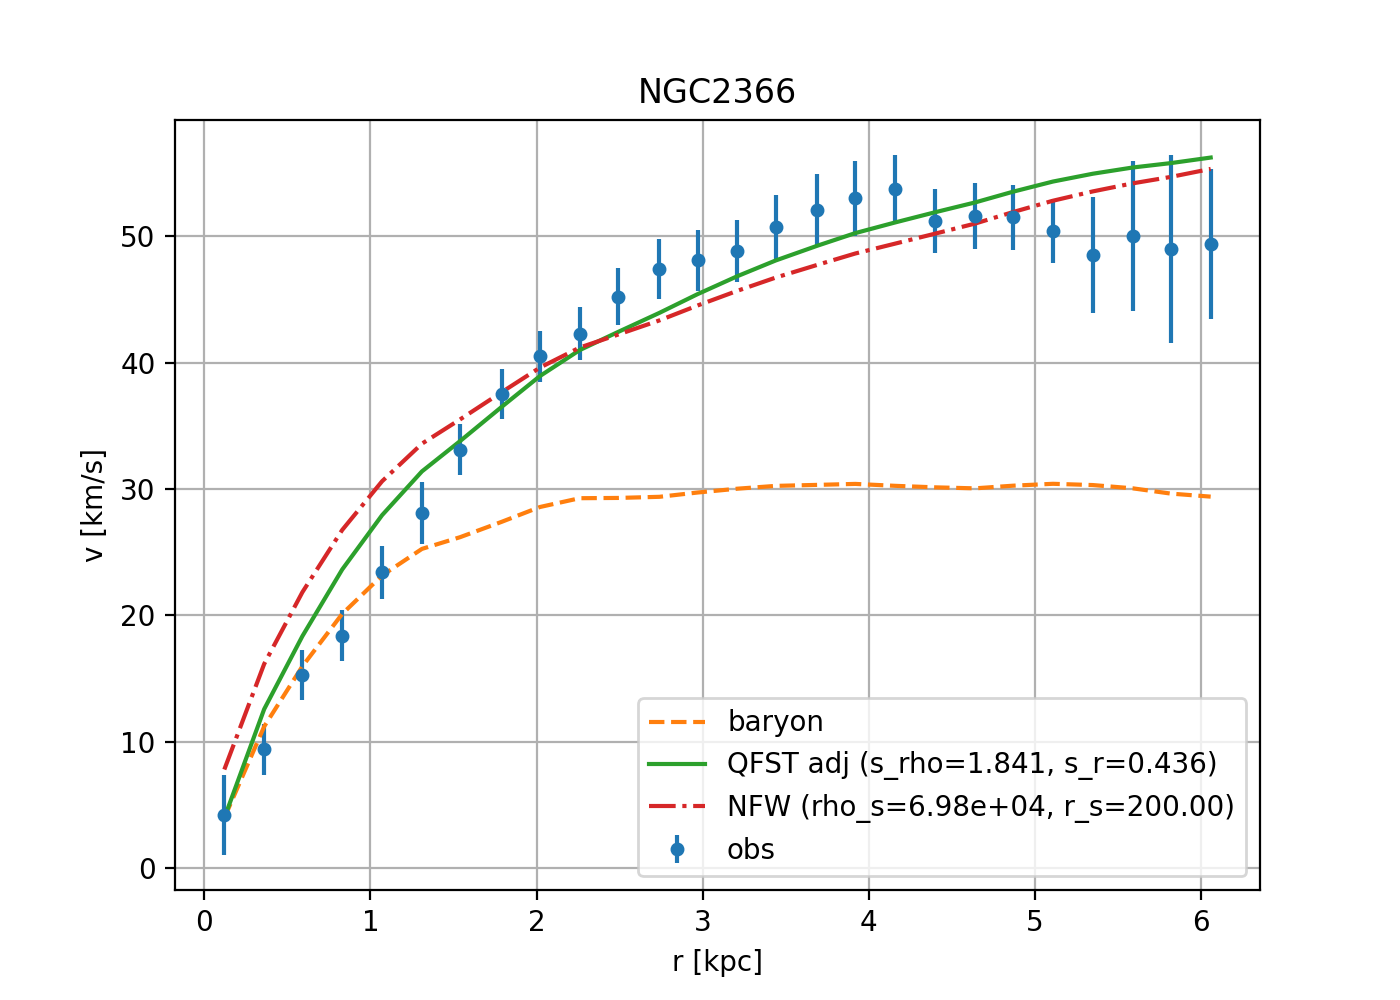 NGC2366
v [km/s]
50
40
30
20
10
0
baryon
QFST adj (s_rho=1.841, s_r=0.436)
NFW (rho_s=6.98e+04, r_s=200.00)
obs
0 1 2 3 4 5 6
r [kpc]